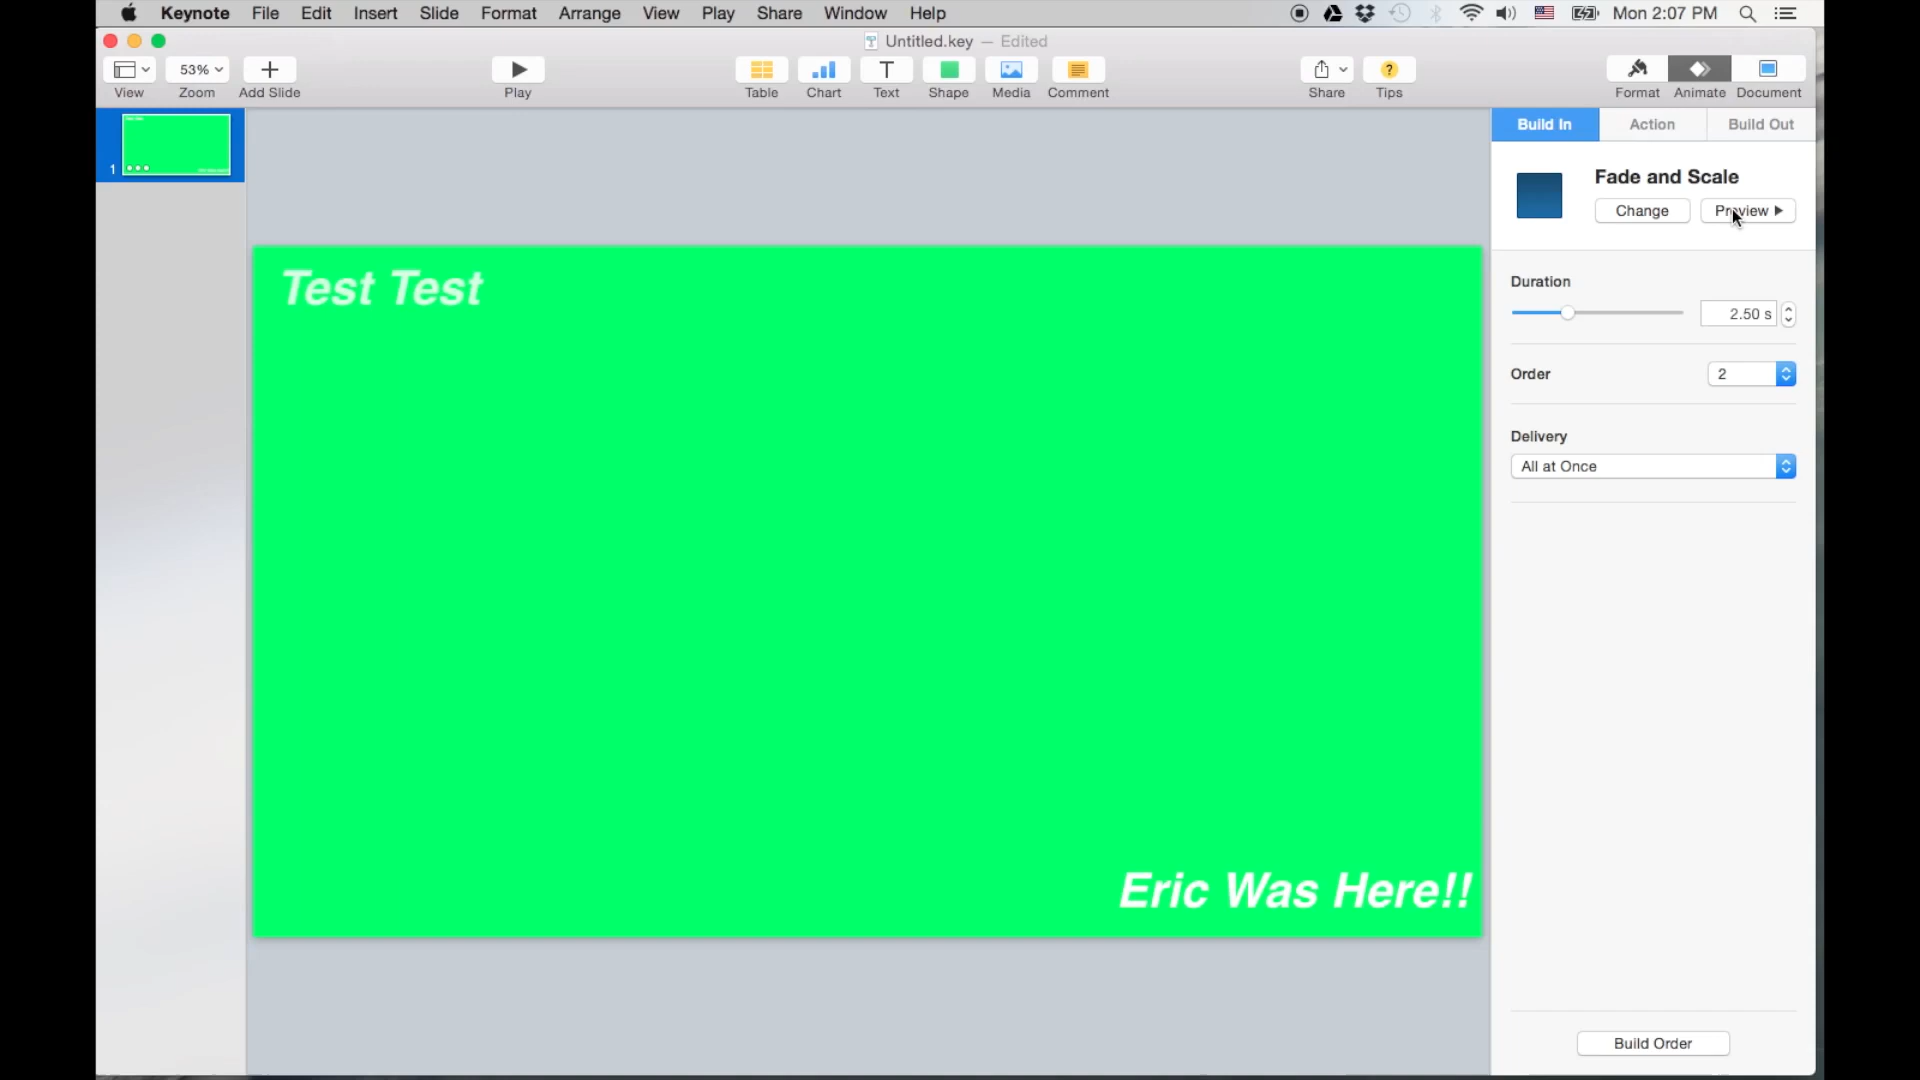 Keynote File Edit Insert Slide Format Arrange View Play Share Window Help Mon 2:07 PM
Untitled.key — Edited
53%
View Zoom Add Slide Play Table Chart Text Shape Media Comment Share Tips Format Animate Document
Build In Action Build Out
Fade and Scale
Change Preview
Duration
2.50 s
Order 2
Delivery
All at Once
Build Order
1
Test Test
Eric Was Here!!